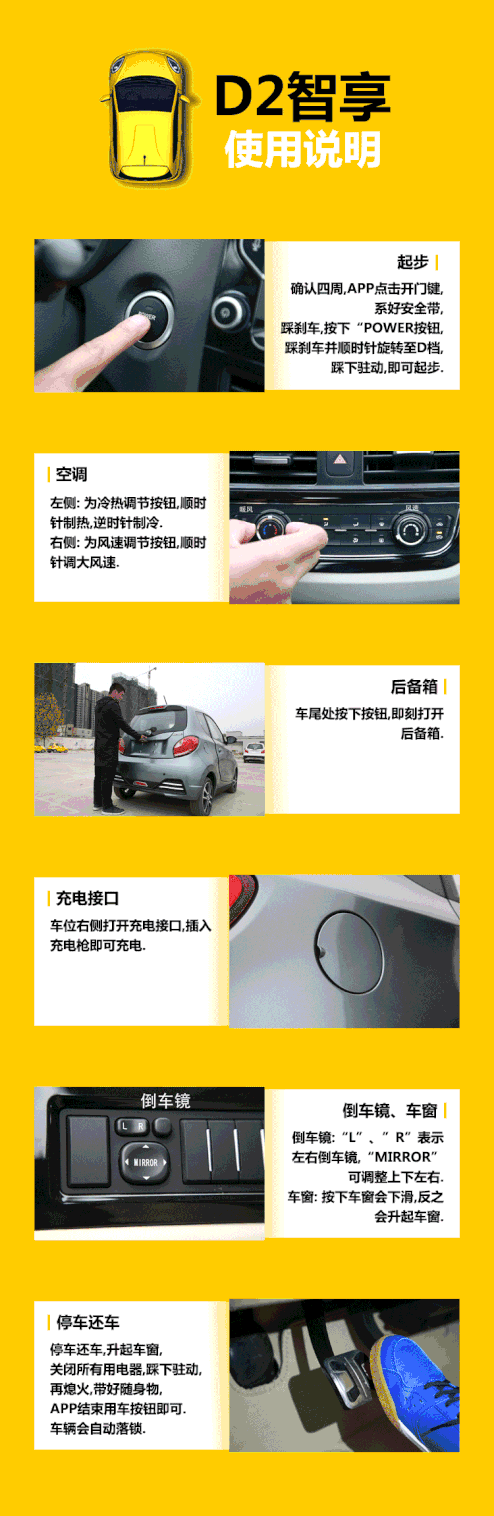 D2智享
使用说明
起步
确认四周,APP点击开门键,
系好安全带,
踩刹车,按下“POWER按钮,
踩刹车并顺时针旋转至D档,
踩下驻动,即可起步.
空调
左侧: 为冷热调节按钮,顺时
针制热,逆时针制冷.
右侧: 为风速调节按钮,顺时
针调大风速.
暖风
风速
后备箱
车尾处按下按钮,即刻打开
后备箱.
充电接口
车位右侧打开充电接口,插入
充电枪即可充电.
倒车镜
L R
MIRROR
倒车镜、车窗
倒车镜:“L”、”R”表示
左右倒车镜,“MIRROR”
可调整上下左右.
车窗: 按下车窗会下滑,反之
会升起车窗.
停车还车
停车还车,升起车窗,
关闭所有用电器,踩下驻动,
再熄火,带好随身物,
APP结束用车按钮即可.
车辆会自动落锁.